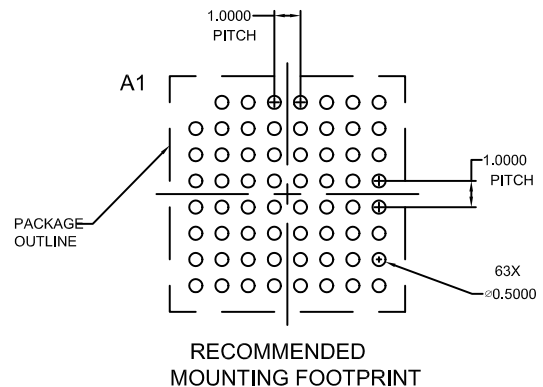 1.0000
PITCH
A1
1.0000
PITCH
PACKAGE
OUTLINE
63X
⌀0.5000
RECOMMENDED
MOUNTING FOOTPRINT